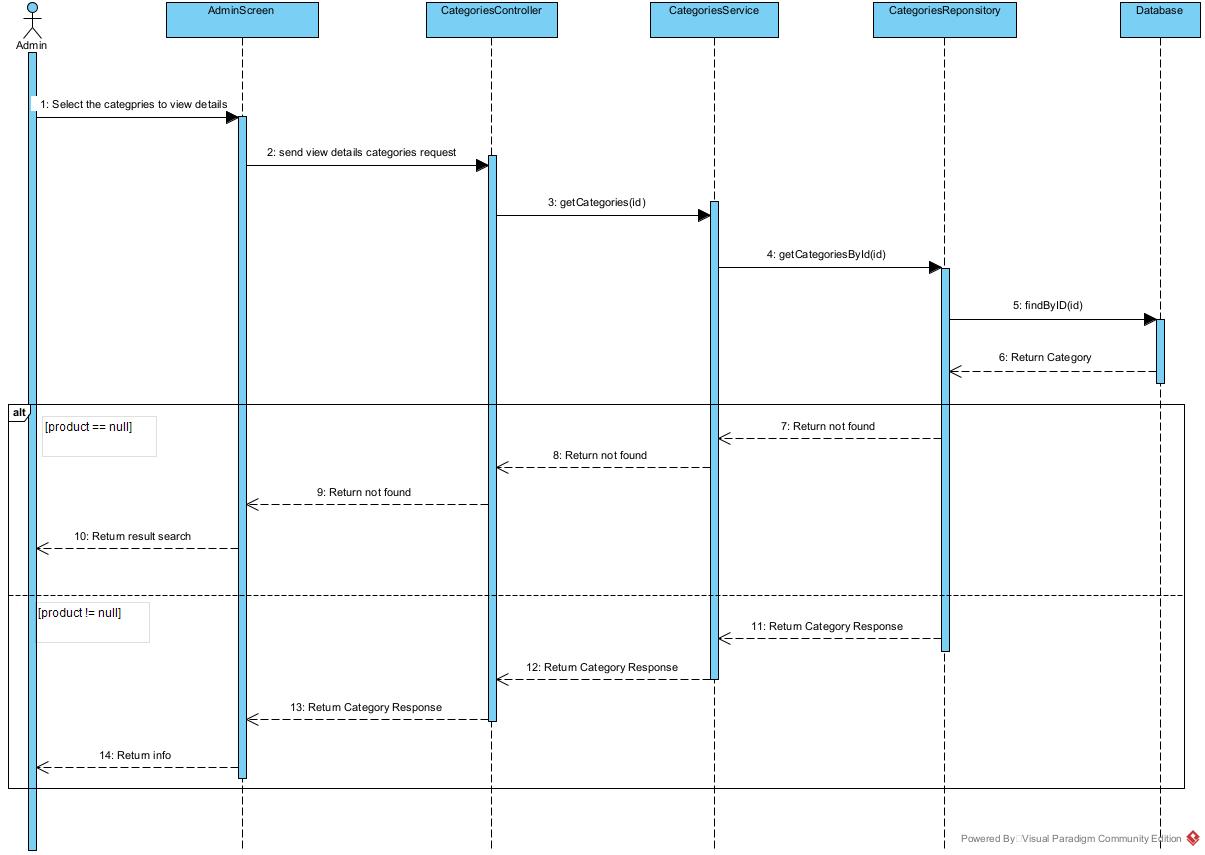 AdminScreen
CategoriesController
CategoriesService
CategoriesReponsitory
Database
Admin
1: Select the categpries to view details
2: send view details categories request
3: getCategories(id)
4: getCategoriesById(id)
5: findByID(id)
6: Return Category
alt
[product == null]
7: Return not found
8: Return not found
9: Return not found
10: Return result search
[product != null]
11: Return Category Response
12: Return Category Response
13: Return Category Response
14: Return info
Powered By Visual Paradigm Community Edition